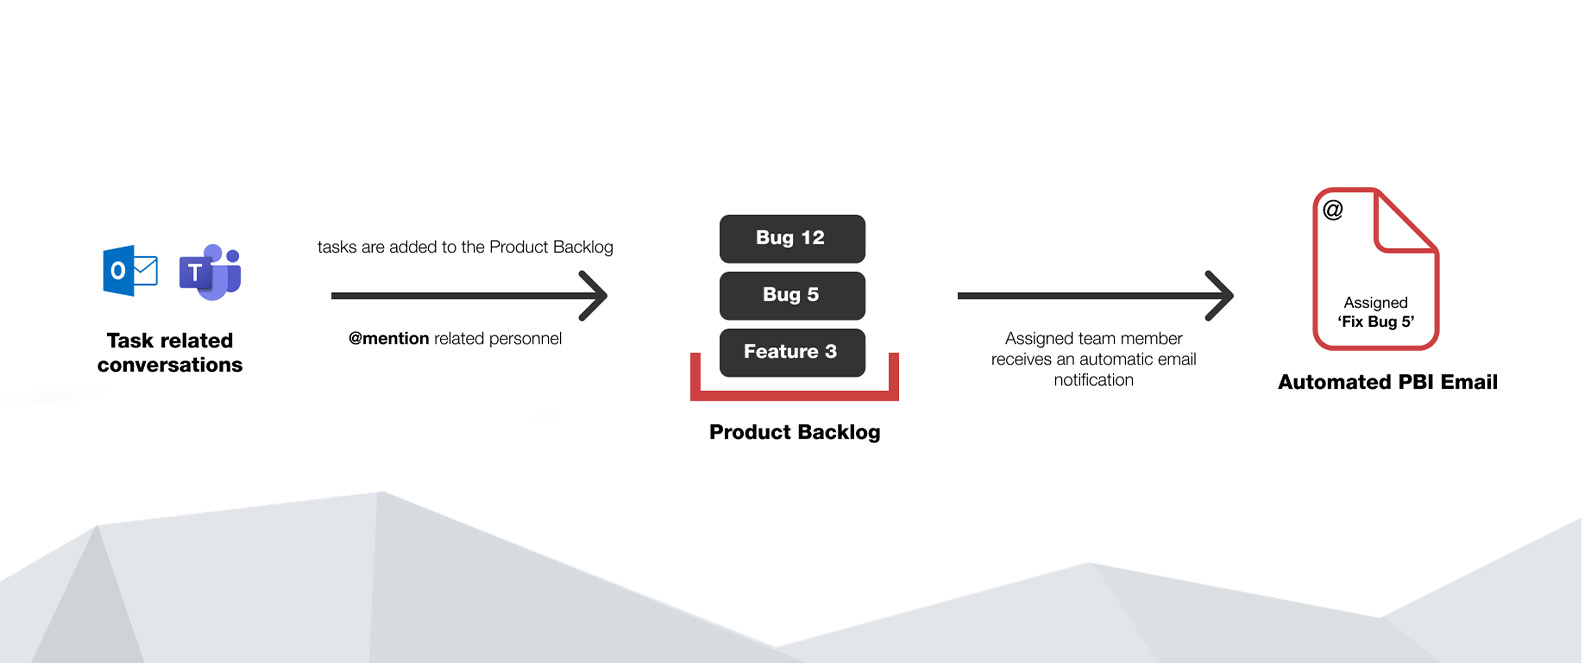 O
T
Task related
conversations
tasks are added to the Product Backlog
@mention related personnel
Bug 12
Bug 5
Feature 3
Product Backlog
Assigned team member
receives an automatic email
notification
@
Assigned
‘Fix Bug 5’
Automated PBI Email